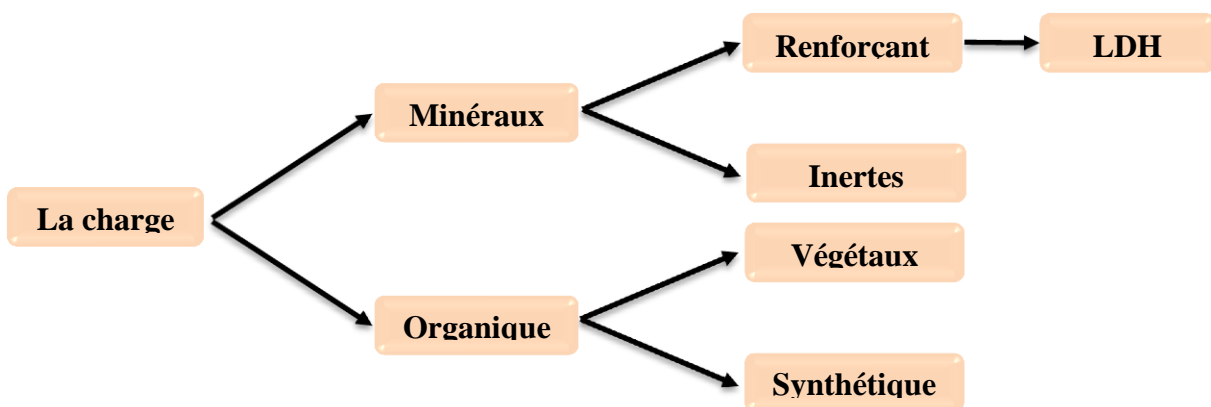 Renforçant
LDH
Minéraux
Inertes
La charge
Végétaux
Organique
Synthétique